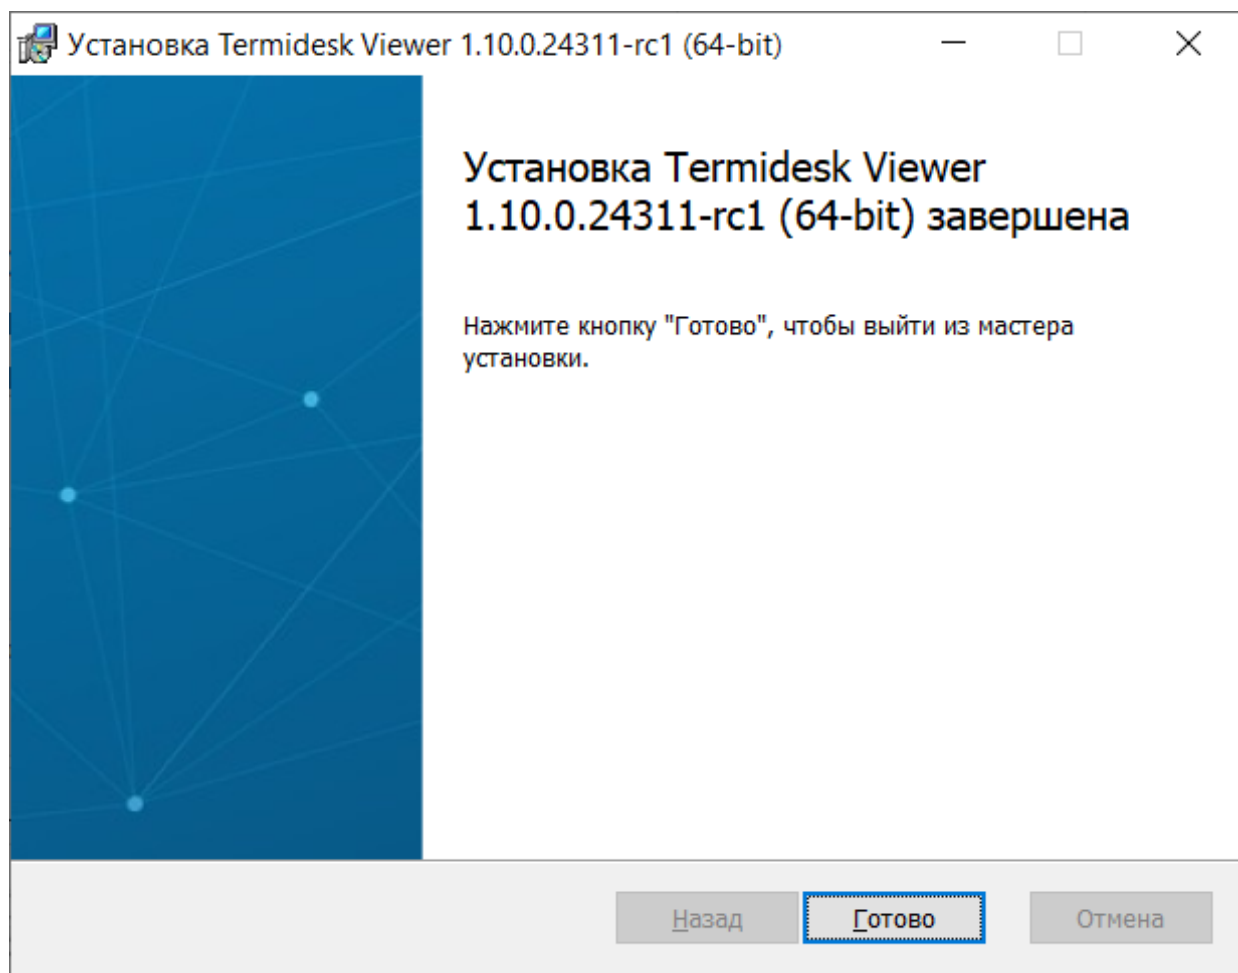 Установка Termidesk Viewer 1.10.0.24311-rc1 (64-bit)
Установка Termidesk Viewer
1.10.0.24311-rc1 (64-bit) завершена
Нажмите кнопку "Готово", чтобы выйти из мастера
установки.
Назад Готово Отмена